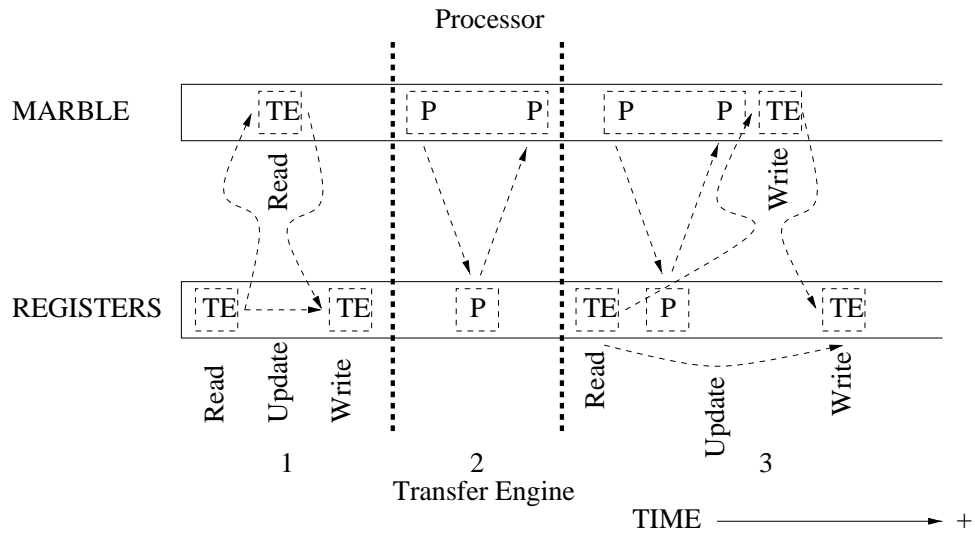 Processor
MARBLE TE P P P P TE
Read Write
REGISTERS TE TE P TE P TE
Read Update Write Read Update Write
1 2 3
Transfer Engine
TIME +